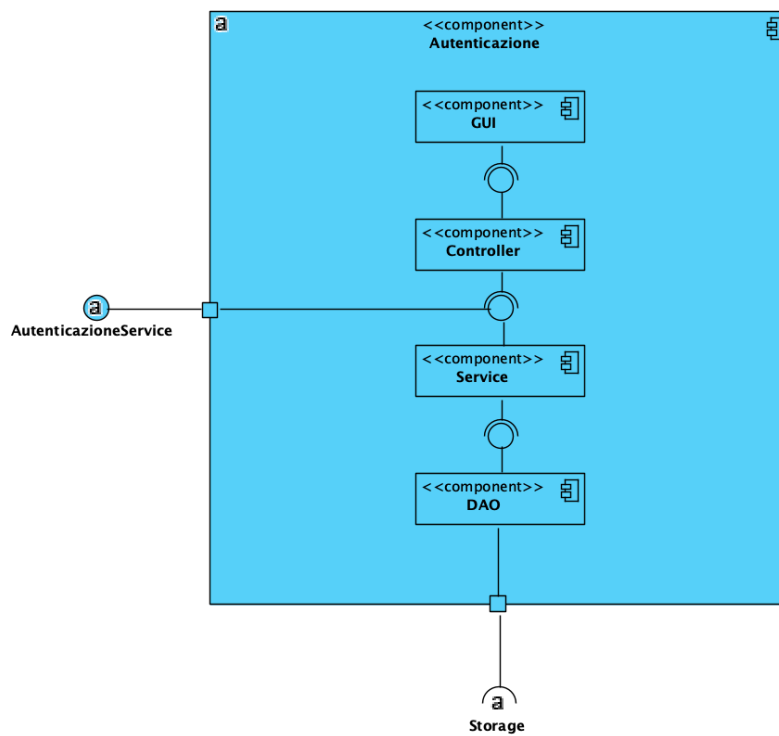 a
<<component>>
Autenticazione
<<component>>
GUI
<<component>>
Controller
a
AutenticazioneService
<<component>>
Service
<<component>>
DAO
a
Storage